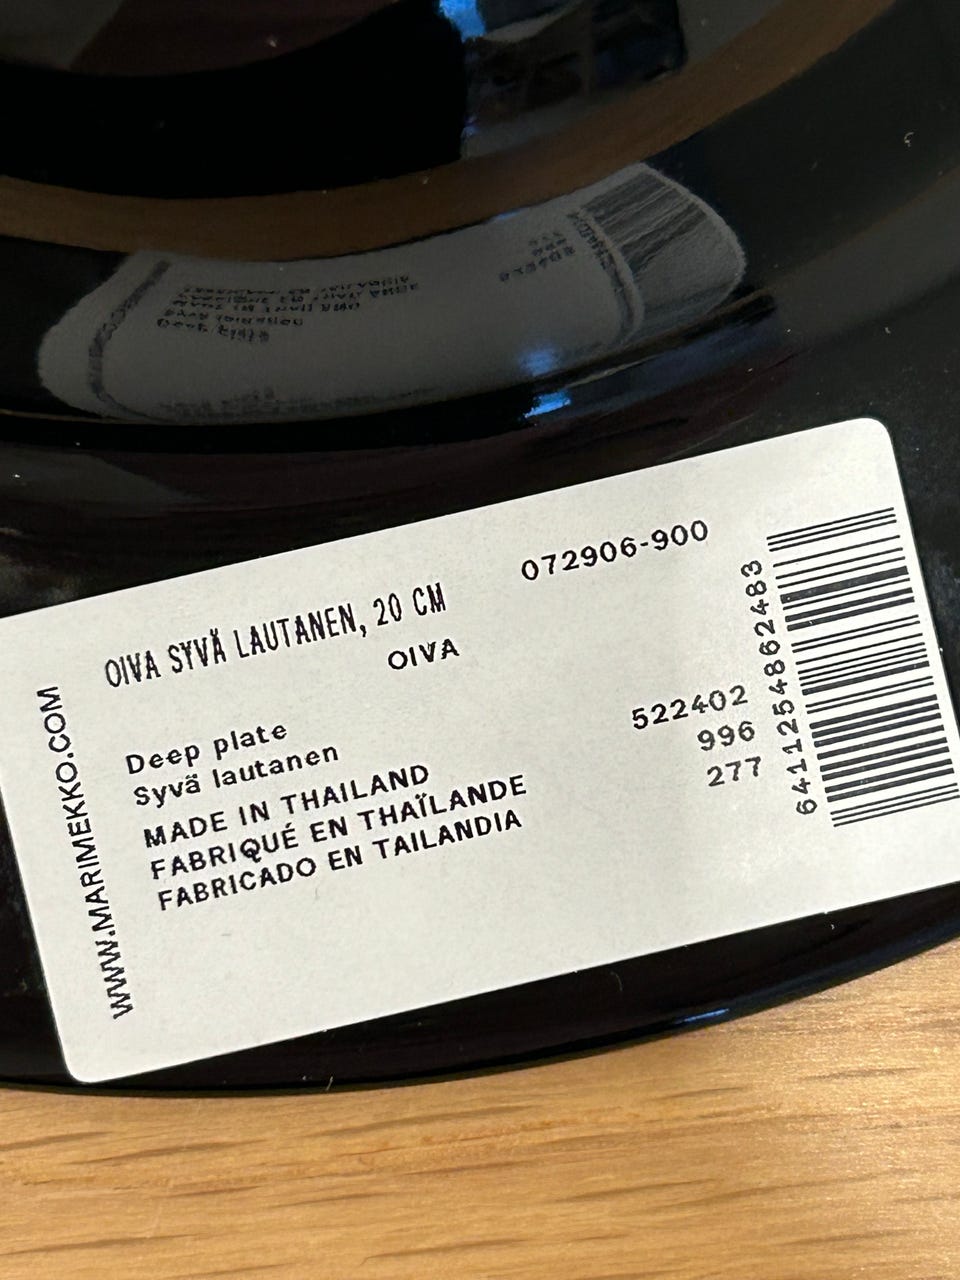 OIVA SYVÄ LAUTANEN, 20 CM
072906-900
OIVA
Deep plate
Syvä lautanen
MADE IN THAILAND
FABRIQUÉ EN THAÏLANDE
FABRICADO EN TAILANDIA
522402
996
277
6411254862483
WWW.MARIMEKKO.COM